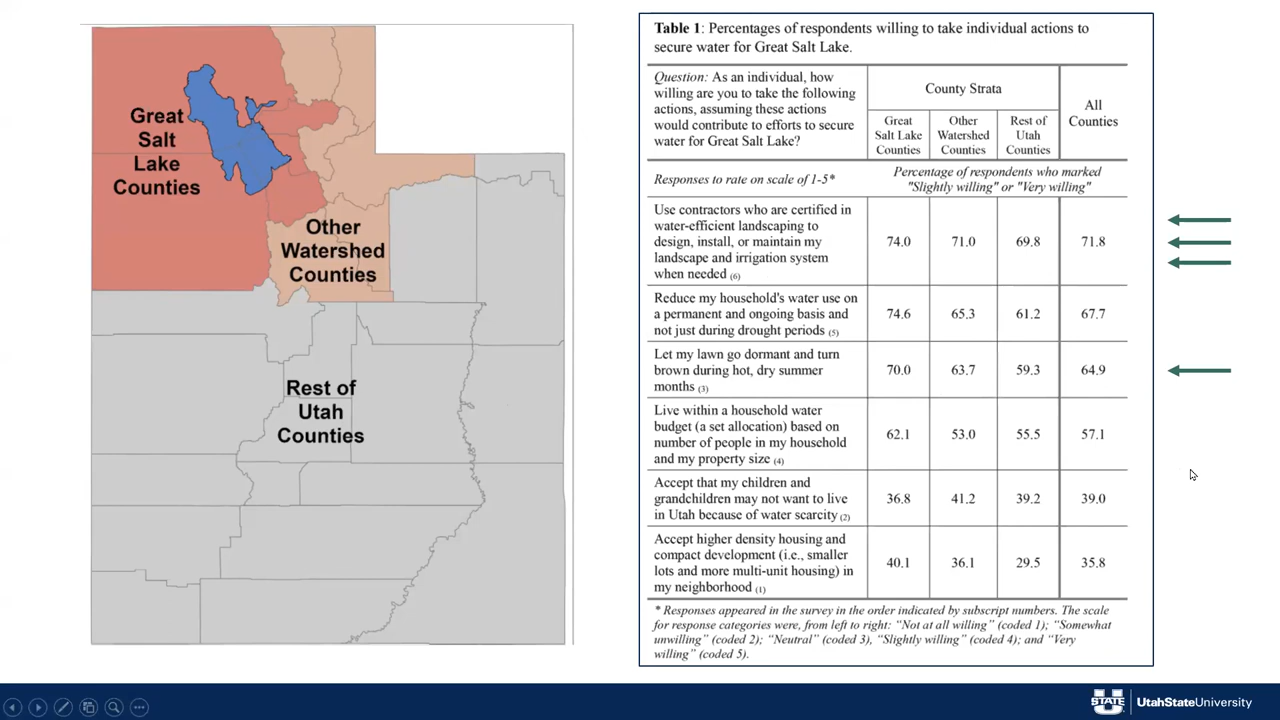 Great
Salt
Lake
Counties
Other
Watershed
Counties
Rest of
Utah
Counties
Table 1: Percentages of respondents willing to take individual actions to
secure water for Great Salt Lake.
Question: As an individual, how
willing are you to take the following
actions, assuming these actions
would contribute to efforts to secure
water for Great Salt Lake?
County Strata
All
Counties
Great
Salt Lake
Counties
Other
Watershed
Counties
Rest of
Utah
Counties
Responses to rate on scale of 1-5*
Percentage of respondents who marked
"Slightly willing" or "Very willing"
Use contractors who are certified in
water-efficient landscaping to
design, install, or maintain my
landscape and irrigation system
when needed (6)
74.0 71.0 69.8 71.8
Reduce my household's water use on
a permanent and ongoing basis and
not just during drought periods (5)
74.6 65.3 61.2 67.7
Let my lawn go dormant and turn
brown during hot, dry summer
months (3)
70.0 63.7 59.3 64.9
Live within a household water
budget (a set allocation) based on
number of people in my household
and my property size (4)
62.1 53.0 55.5 57.1
Accept that my children and
grandchildren may not want to live
in Utah because of water scarcity (2)
36.8 41.2 39.2 39.0
Accept higher density housing and
compact development (i.e., smaller
lots and more multi-unit housing) in
my neighborhood (1)
40.1 36.1 29.5 35.8
* Responses appeared in the survey in the order indicated by subscript numbers. The scale
for response categories were, from left to right: “Not at all willing” (coded 1); “Somewhat
unwilling” (coded 2); “Neutral” (coded 3), “Slightly willing” (coded 4); and “Very
willing” (coded 5).
STATE UtahStateUniversity